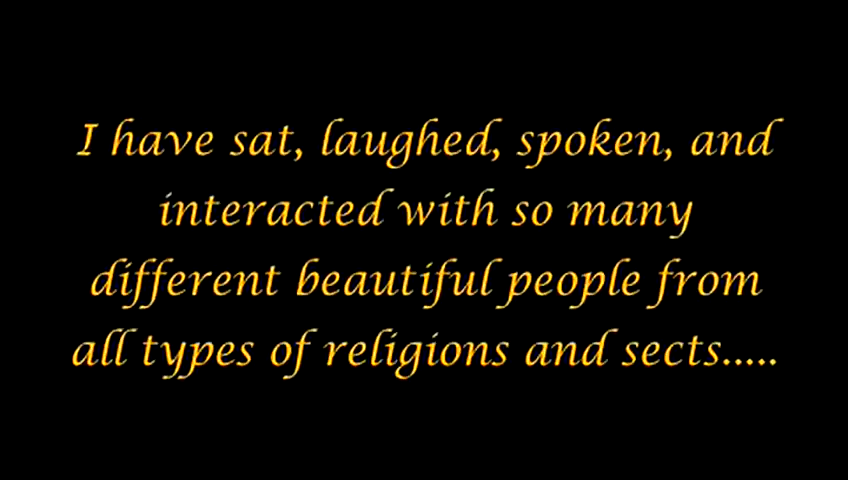 I have sat, laughed, spoken, and
interacted with so many
different beautiful people from
all types of religions and sects.....